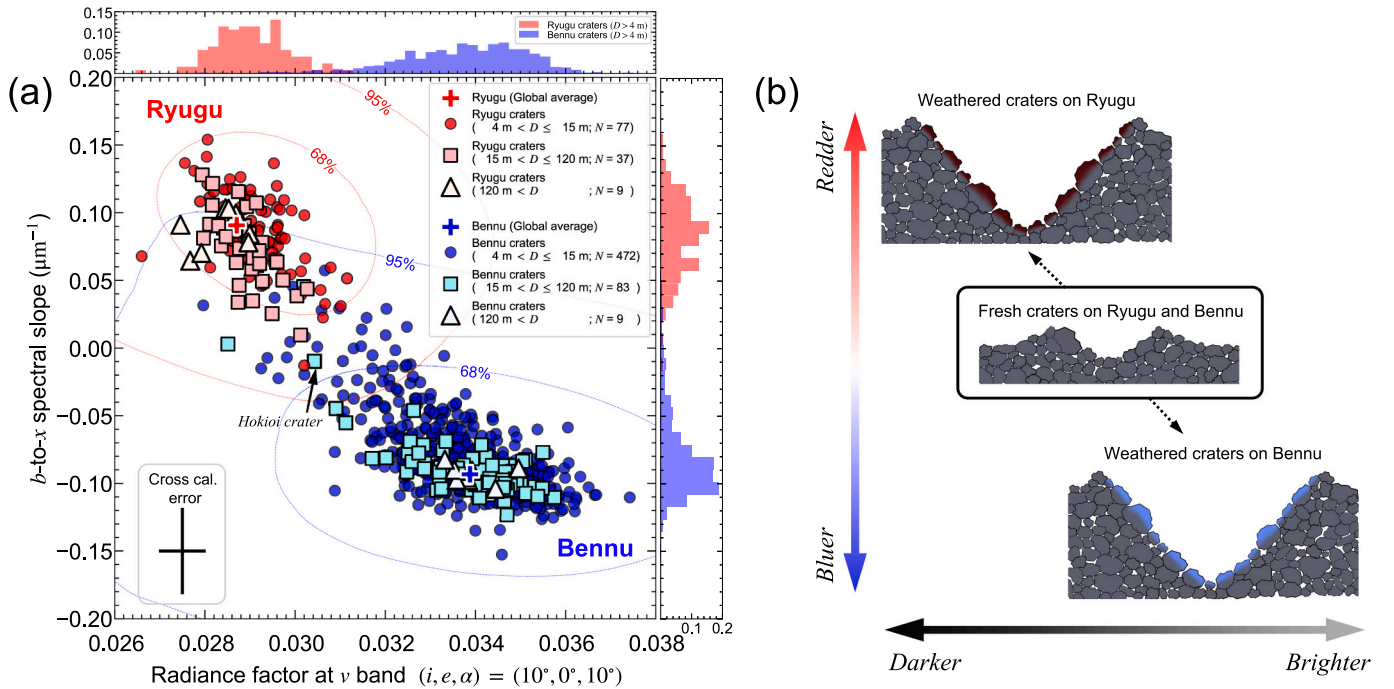 0.15
0.10
0.05
Ryugu craters (D > 4 m)
Bennu craters (D > 4 m)
(a)
0.20
0.15
0.10
0.05
0.00
−0.05
−0.10
−0.15
−0.20
b-to-x spectral slope (μm⁻¹)
Ryugu
95%
68%
95%
68%
Hokioi crater
Bennu
Cross cal.
error
Ryugu (Global average)
Ryugu craters
( 4 m < D ≤ 15 m; N = 77)
Ryugu craters
( 15 m < D ≤ 120 m; N = 37)
Ryugu craters
(120 m < D ; N = 9 )
Bennu (Global average)
Bennu craters
( 4 m < D ≤ 15 m; N = 472)
Bennu craters
( 15 m < D ≤ 120 m; N = 83 )
Bennu craters
(120 m < D ; N = 9 )
0.026 0.028 0.030 0.032 0.034 0.036 0.038
0.1 0.2
Radiance factor at v band (i, e, α) = (10°, 0°, 10°)
(b)
Redder
Bluer
Weathered craters on Ryugu
Fresh craters on Ryugu and Bennu
Weathered craters on Bennu
Darker
Brighter